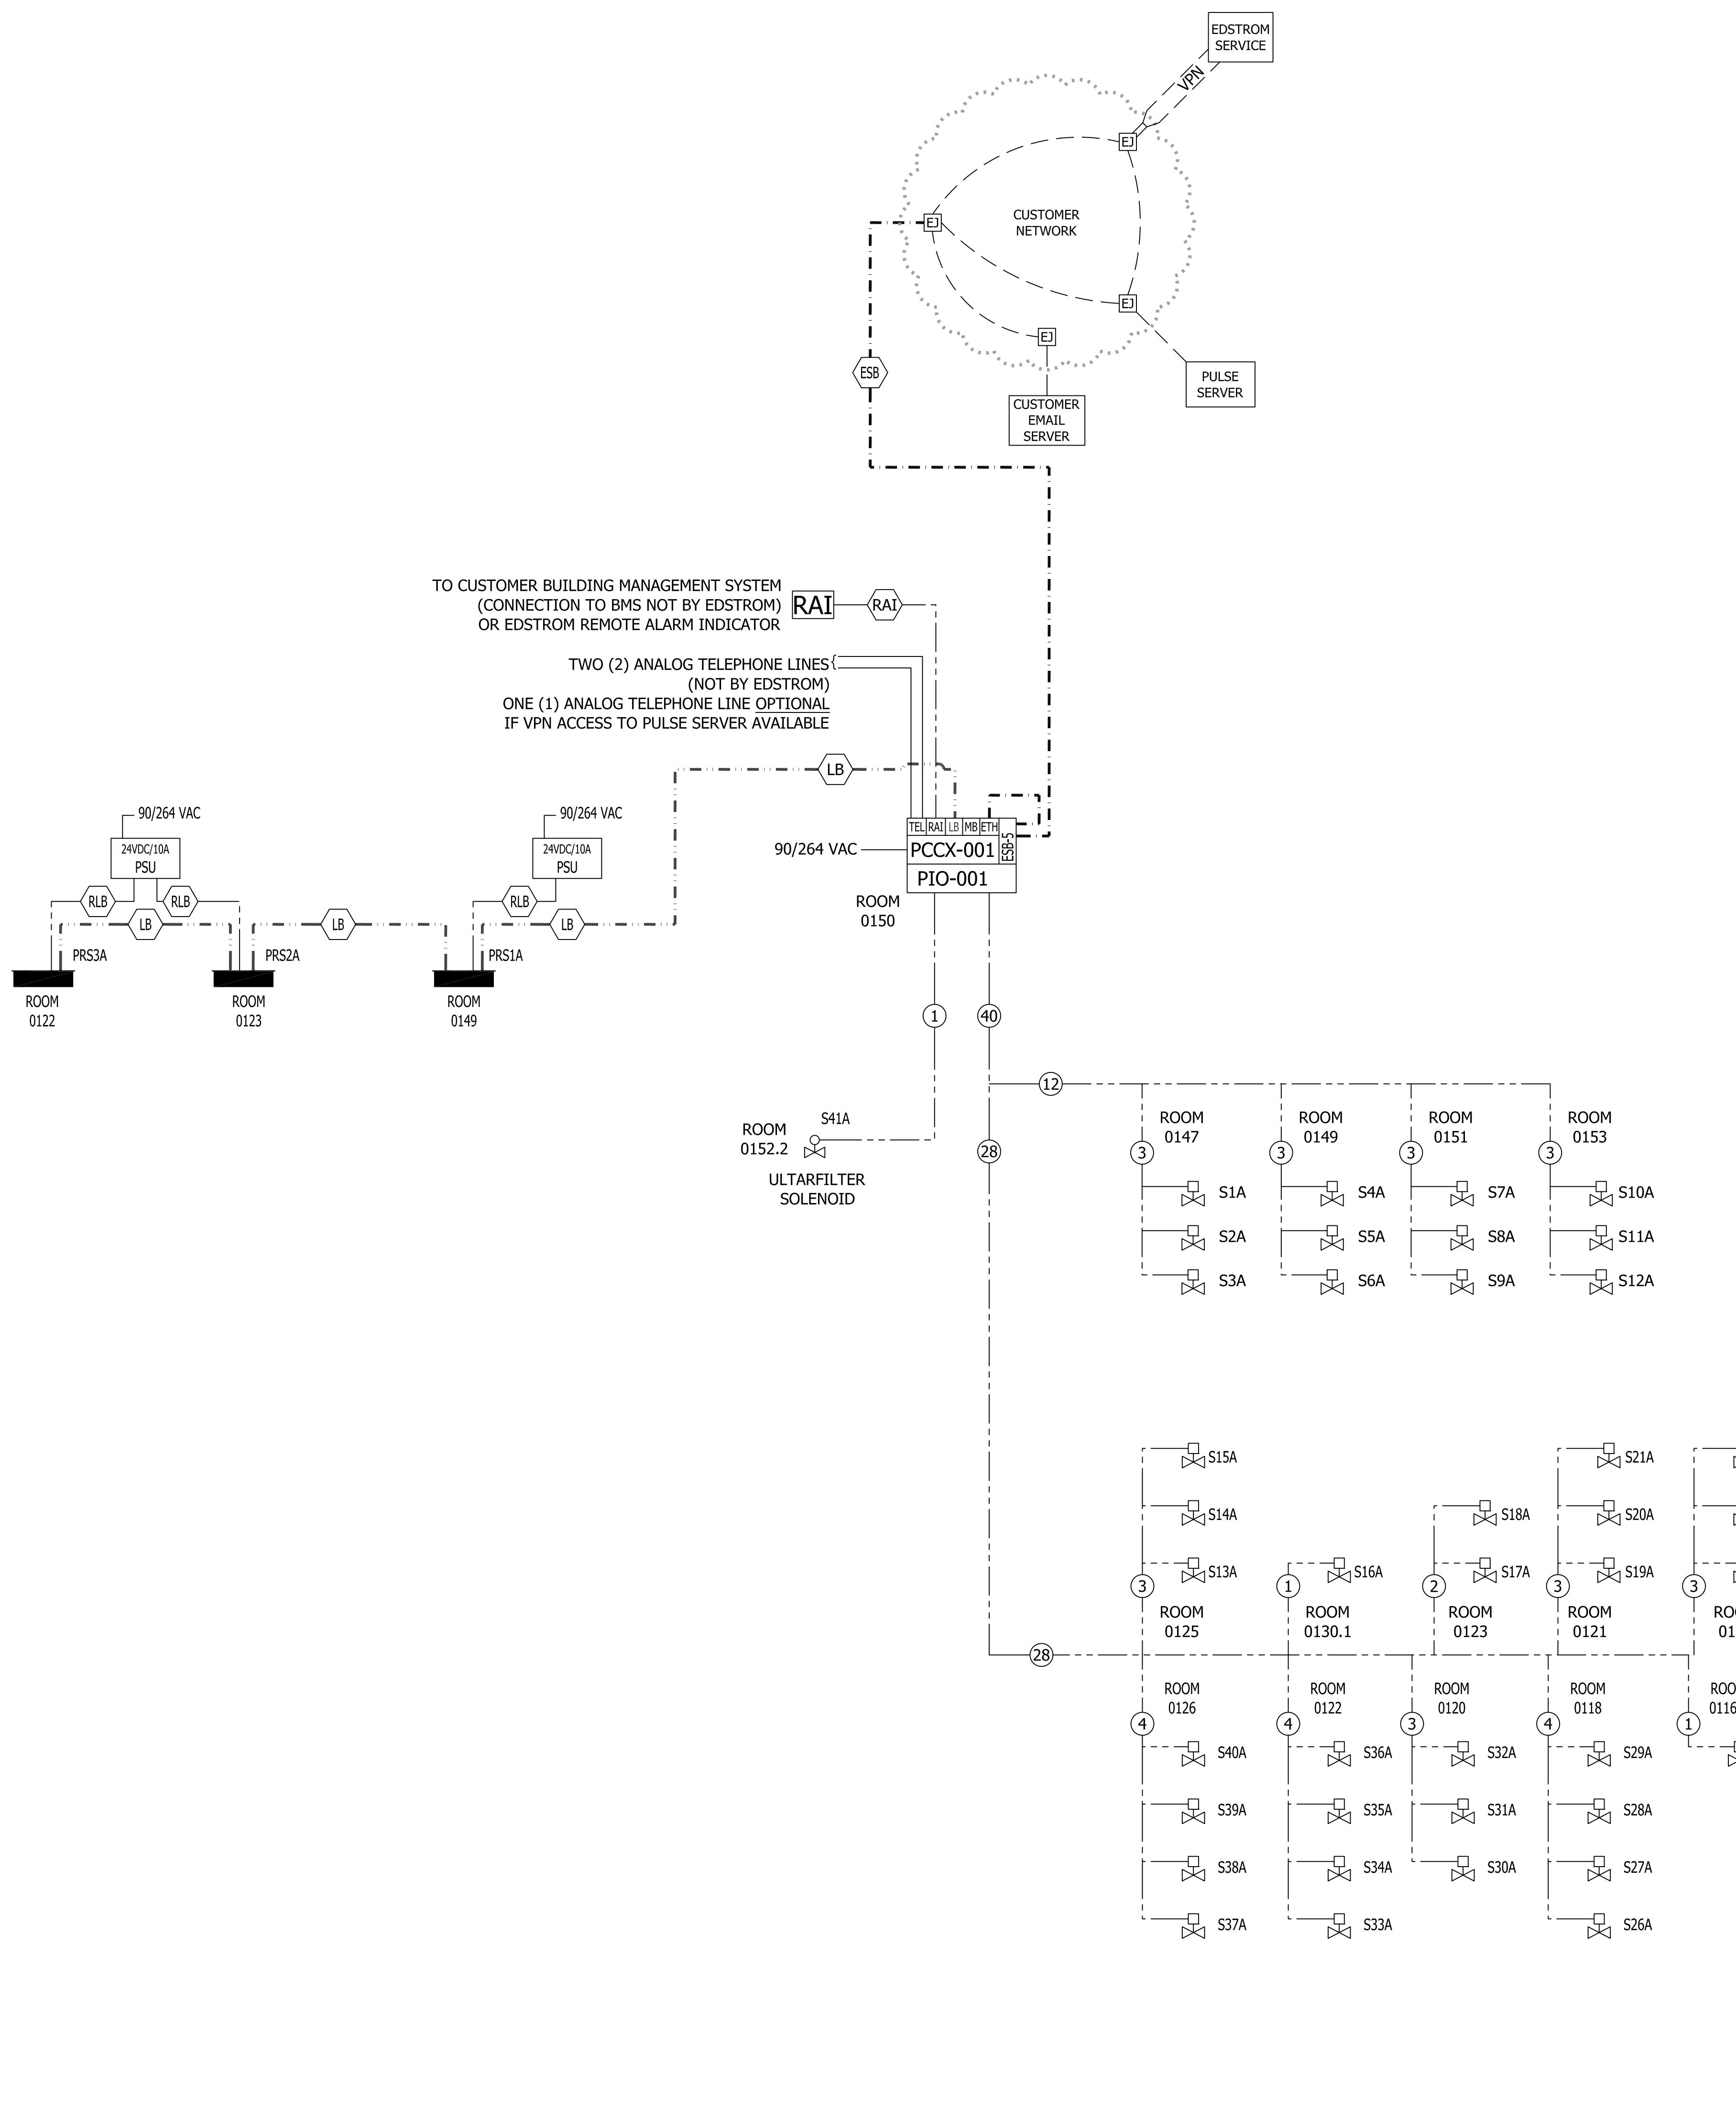 EDSTROM
SERVICE
VPN
EJ
EJ
CUSTOMER
NETWORK
EJ
EJ
PULSE
SERVER
ESB
CUSTOMER
EMAIL
SERVER
TO CUSTOMER BUILDING MANAGEMENT SYSTEM
(CONNECTION TO BMS NOT BY EDSTROM)
OR EDSTROM REMOTE ALARM INDICATOR
RAI
RAI
TWO (2) ANALOG TELEPHONE LINES{
(NOT BY EDSTROM)
ONE (1) ANALOG TELEPHONE LINE OPTIONAL
IF VPN ACCESS TO PULSE SERVER AVAILABLE
LB
90/264 VAC
90/264 VAC
24VDC/10A
PSU
24VDC/10A
PSU
TEL RAI LB MB ETH
ESB-5
90/264 VAC
PCCX-001
PIO-001
ROOM
0150
RLB
RLB
RLB
LB
LB
LB
PRS3A
PRS2A
PRS1A
ROOM
0122
ROOM
0123
ROOM
0149
1
40
12
S41A
ROOM
0152.2
ULTARFILTER
SOLENOID
28
ROOM
0147
3
S1A
S2A
S3A
ROOM
0149
3
S4A
S5A
S6A
ROOM
0151
3
S7A
S8A
S9A
ROOM
0153
3
S10A
S11A
S12A
S15A
S14A
S13A
3
ROOM
0125
S16A
1
ROOM
0130.1
S18A
S17A
2
ROOM
0123
S21A
S20A
S19A
3
ROOM
0121
3
28
ROOM
0126
4
S40A
S39A
S38A
S37A
ROOM
0122
4
S36A
S35A
S34A
S33A
ROOM
0120
3
S32A
S31A
S30A
ROOM
0118
4
S29A
S28A
S27A
S26A
0116
1